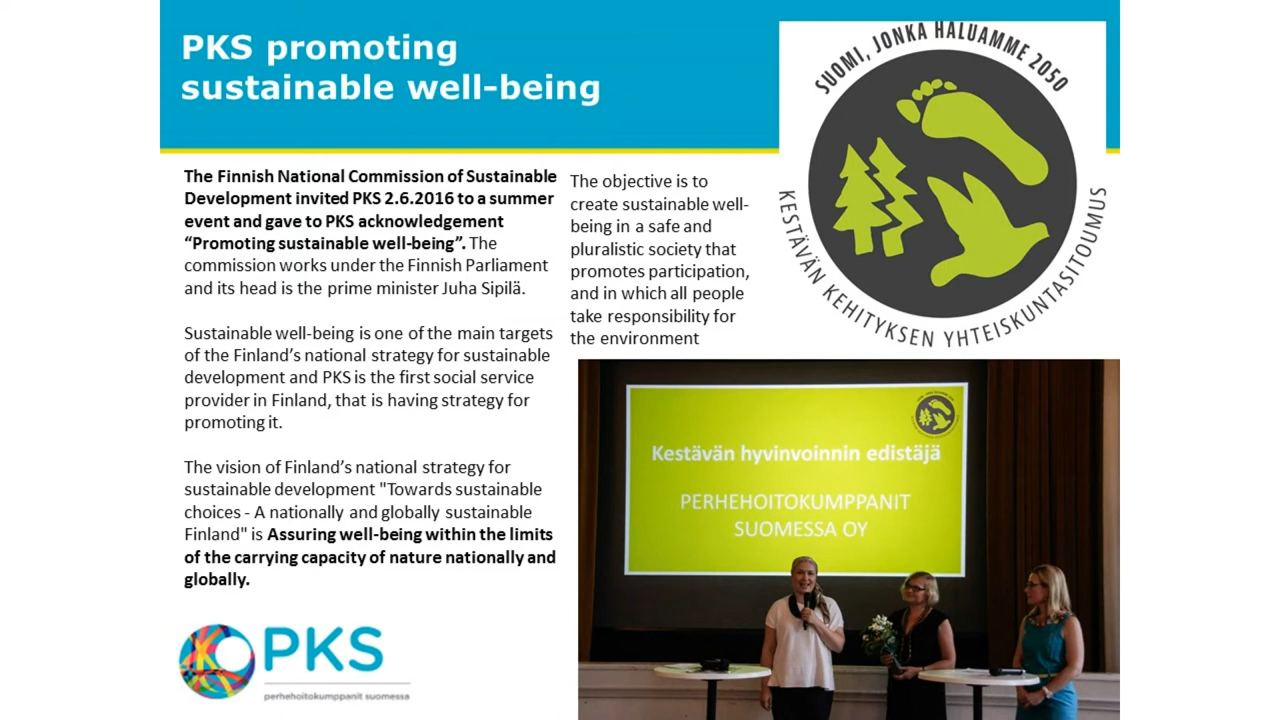 PKS promoting
sustainable well-being
SUOMI, JONKA HALUAMME 2050
KESTÄVÄN KEHITYKSEN YHTEISKUNTASITOUMUS
The Finnish National Commission of Sustainable
Development invited PKS 2.6.2016 to a summer
event and gave to PKS acknowledgement
“Promoting sustainable well-being”. The
commission works under the Finnish Parliament
and its head is the prime minister Juha Sipilä.
Sustainable well-being is one of the main targets
of the Finland’s national strategy for sustainable
development and PKS is the first social service
provider in Finland, that is having strategy for
promoting it.
The vision of Finland’s national strategy for
sustainable development "Towards sustainable
choices - A nationally and globally sustainable
Finland" is Assuring well-being within the limits
of the carrying capacity of nature nationally and
globally.
The objective is to
create sustainable well-
being in a safe and
pluralistic society that
promotes participation,
and in which all people
take responsibility for
the environment
Kestävän hyvinvoinnin edistäjä
PERHEHOITOKUMPPANIT
SUOMESSA OY
PKS
perhehoitokumppanit suomessa